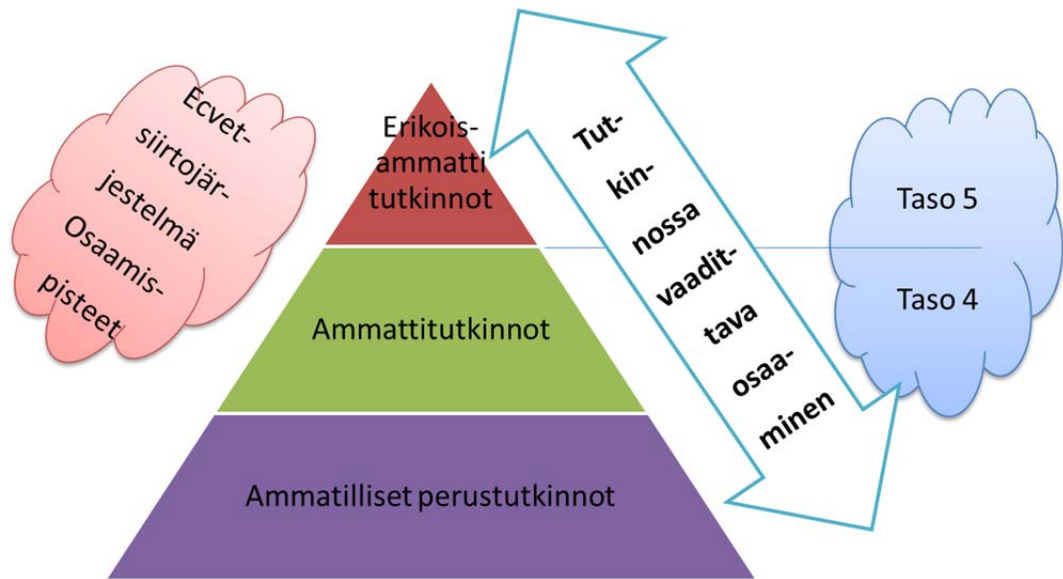 Ecvet-
siirtojär-
jestelmä
Osaamis-
pisteet
Erikois-
ammatti
tutkinnot
Ammattitutkinnot
Ammatilliset perustutkinnot
Tut-
kin-
nossa
vaadit-
tava
osaa-
minen
Taso 5
Taso 4